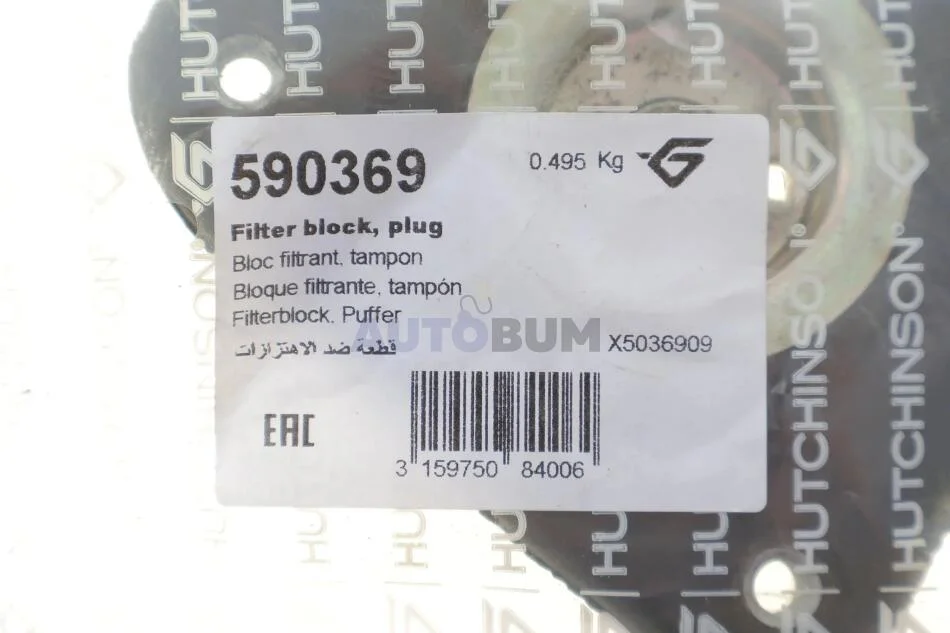 590369
0.495 Kg
Filter block, plug
Bloc filtrant, tampon
Bloque filtrante, tampón
Filterblock, Puffer
قطعة ضد الاهتزازات
X5036909
AUTOBUM
EAC
3 159750 84006
HUTCHINSON
HUTCHINSON
HUTCHINSON